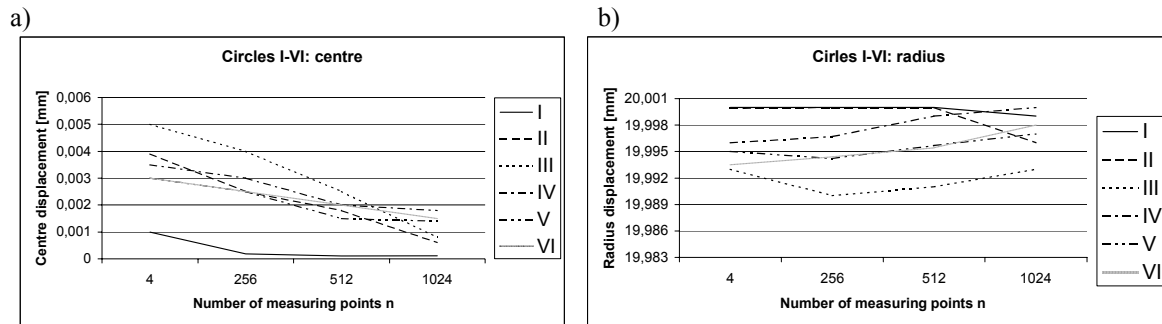 a)
Circles I-VI: centre
Centre displacement [mm]
0,006
0,005
0,004
0,003
0,002
0,001
0
4 256 512 1024
Number of measuring points n
I
II
III
IV
V
VI
b)
Cirles I-VI: radius
Radius displacement [mm]
20,001
19,998
19,995
19,992
19,989
19,986
19,983
4 256 512 1024
Number of measuring points n
I
II
III
IV
V
VI